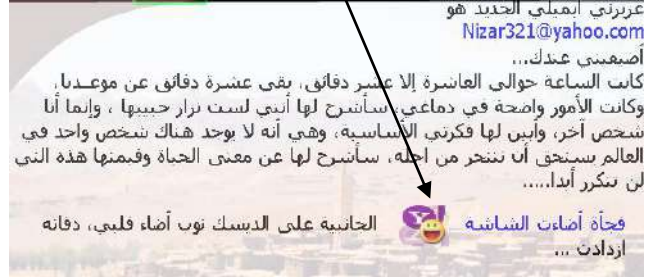 عزيزتي ايميلي الجديد هو
Nizar321@yahoo.com
أضيفيني عندك...
كانت الساعة حوالي العاشرة إلا عشر دقائق، بقي عشرة دقائق عن موعدنا،
وكانت الأمور واضحة في دماغي، سأشرح لها أنني لست نزار حبيبها ، وإنما أنا
شخص آخر، وأبين لها فكرتي الأساسية، وهي أنه لا يوجد هناك شخص واحد في
العالم يستحق أن ننتحر من اجله، سأشرح لها عن معنى الحياة وقيمتها هذه التي
لن تتكرر أبدا.....
فجأة أضاءت الشاشة الجانبية على الديسك توب أضاء قلبي، دقاته
ازدادت ...